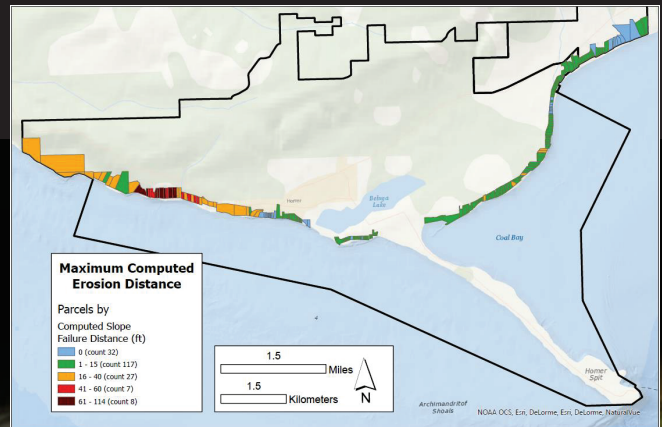 Homer
Beluga
Lake
Coal Bay
Maximum Computed
Erosion Distance
Parcels by
Computed Slope
Failure Distance (ft)
0 (count 32)
1 - 15 (count 117)
16 - 40 (count 27)
41 - 60 (count 7)
61 - 114 (count 8)
1.5
Miles
1.5
Kilometers
N
Homer
Spit
Archimandritof
Shoals
NOAA OCS, Esri, DeLorme, Esri, DeLorme, NaturalVue